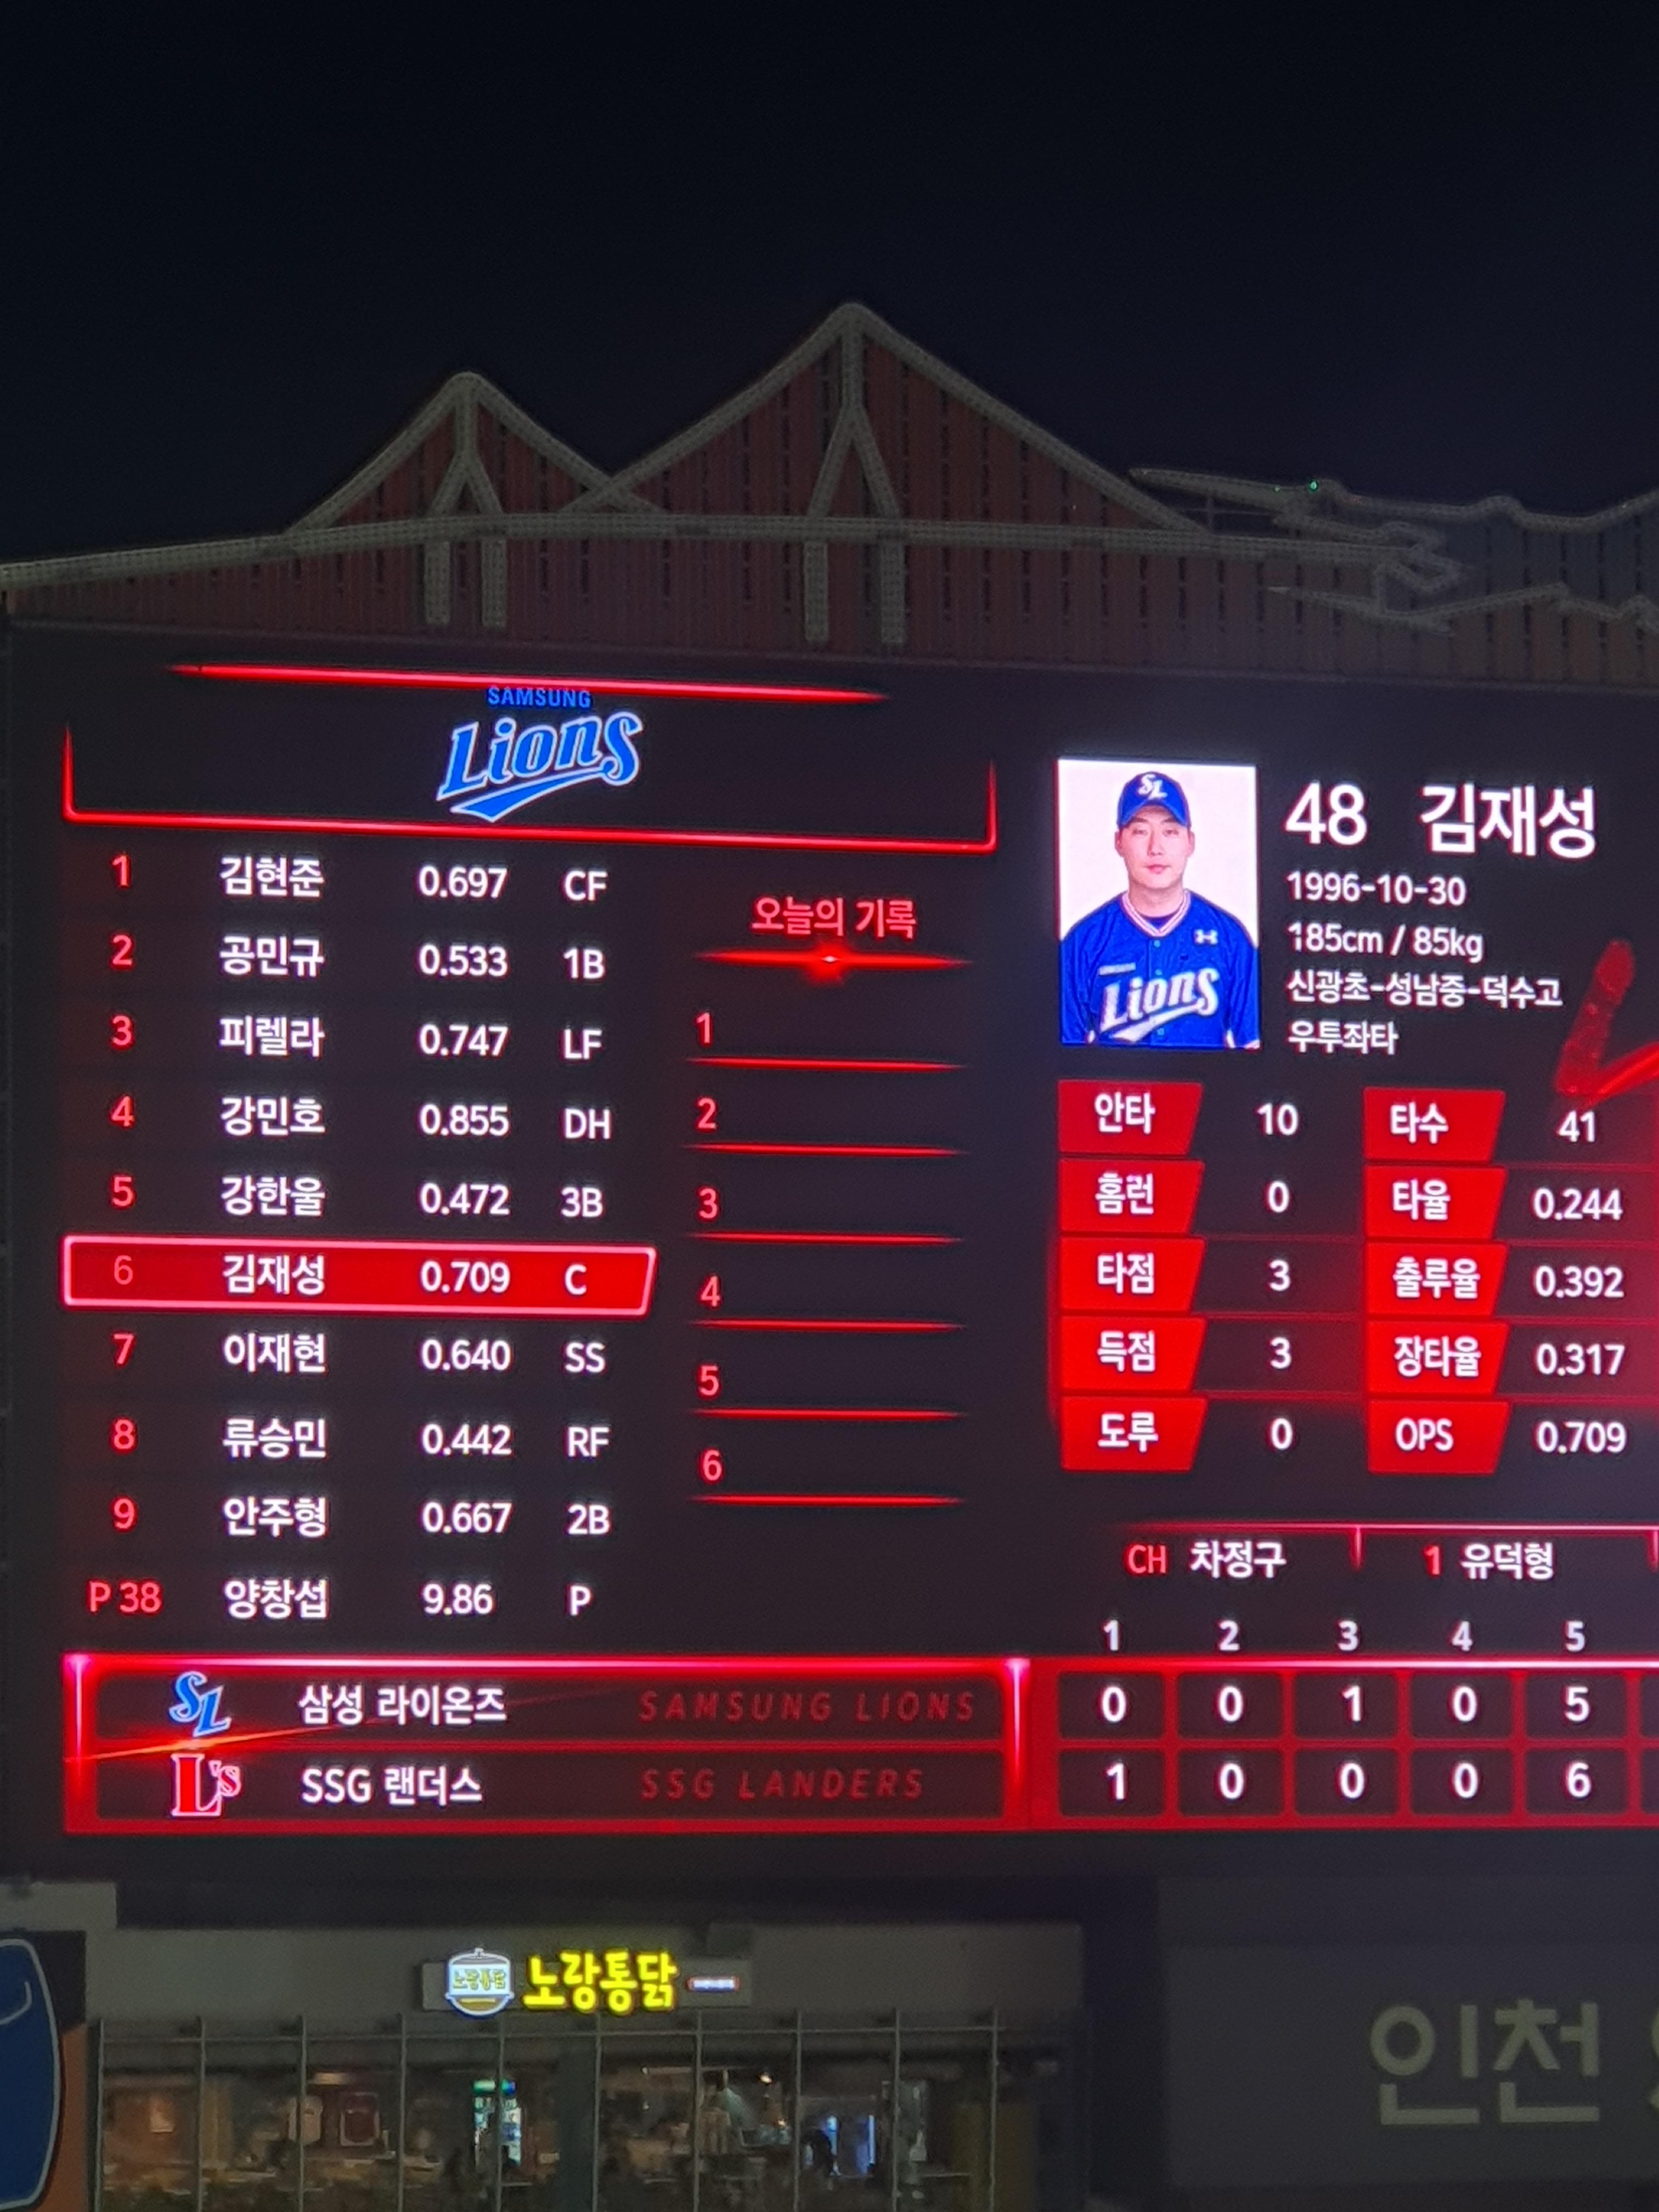 SAMSUNG
Lions
1 김현준 0.697 CF
2 공민규 0.533 1B
3 피렐라 0.747 LF
4 강민호 0.855 DH
5 강한울 0.472 3B
6 김재성 0.709 C
7 이재현 0.640 SS
8 류승민 0.442 RF
9 안주형 0.667 2B
P 38 양창섭 9.86 P
오늘의 기록
1
2
3
4
5
6
SL
Lions
48 김재성
1996-10-30
185cm / 85kg
신광초-성남중-덕수고
우투좌타
안타 10 타수 41
홈런 0 타율 0.244
타점 3 출루율 0.392
득점 3 장타율 0.317
도루 0 OPS 0.709
CH 차정구 1 유덕형
1 2 3 4 5
SL 삼성 라이온즈 SAMSUNG LIONS 0 0 1 0 5
L's SSG 랜더스 SSG LANDERS 1 0 0 0 6
노랑통닭 노랑통닭
인천